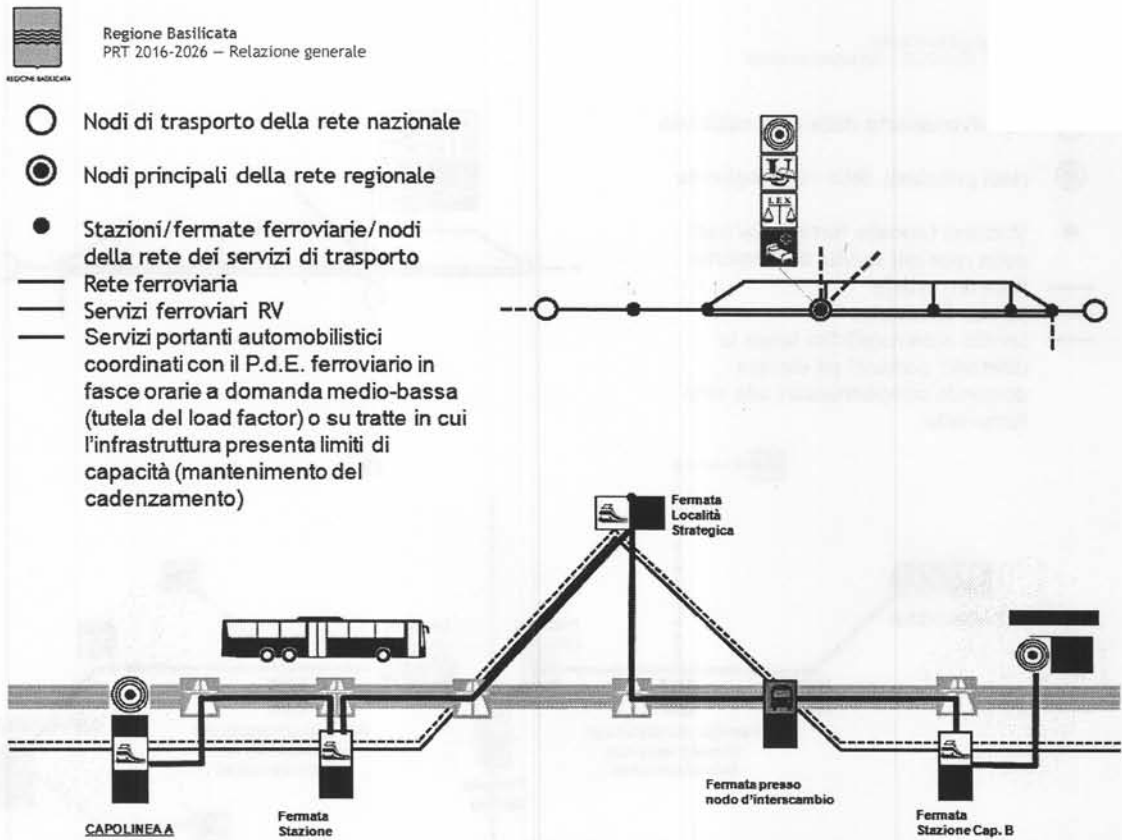 Regione Basilicata
PRT 2016-2026 – Relazione generale
REGIONE BASILICATA
Nodi di trasporto della rete nazionale
Nodi principali della rete regionale
Stazioni/fermate ferroviarie/nodi
della rete dei servizi di trasporto
Rete ferroviaria
Servizi ferroviari RV
Servizi portanti automobilistici
coordinati con il P.d.E. ferroviario in
fasce orarie a domanda medio-bassa
(tutela del load factor) o su tratte in cui
l'infrastruttura presenta limiti di
capacità (mantenimento del
cadenzamento)
U
S
LEX
Fermata
Località
Strategica
CAPOLINEA A
Fermata
Stazione
Fermata presso
nodo d'interscambio
Fermata
Stazione Cap. B